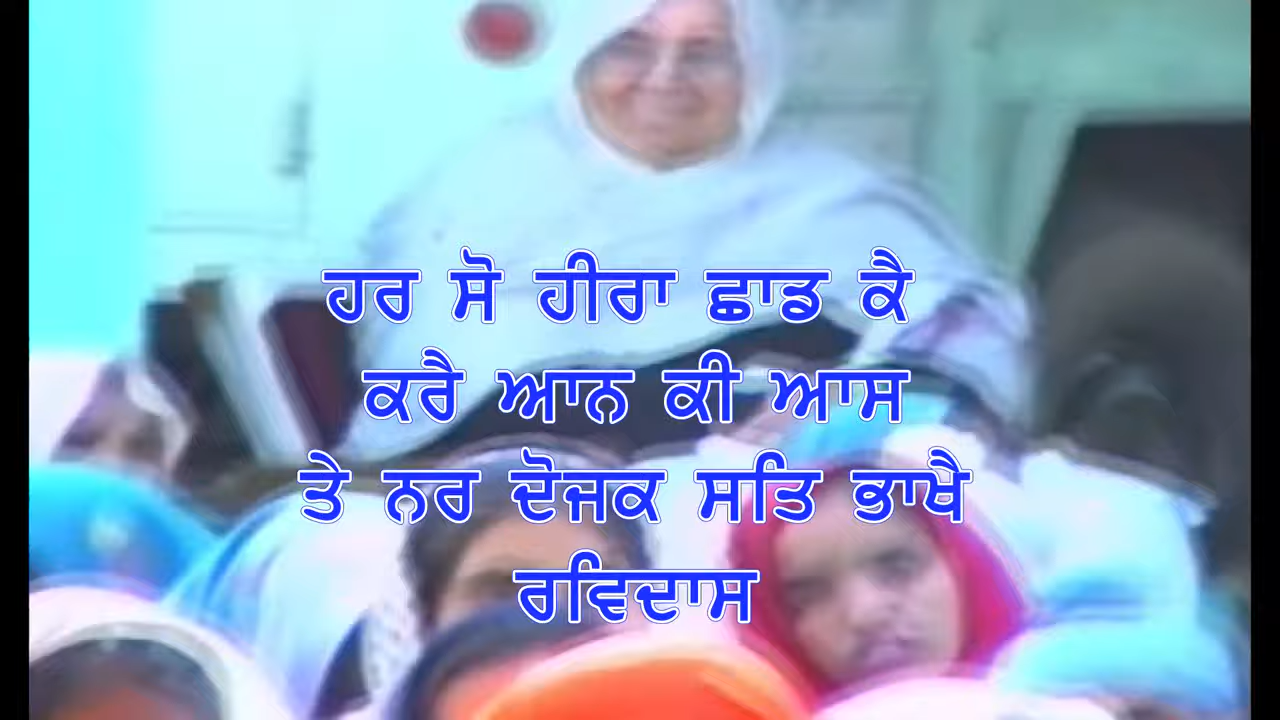 ਹਰ ਸੋ ਹੀਰਾ ਛਾਡ ਕੈ
ਕਰੈ ਆਨ ਕੀ ਆਸ
ਤੇ ਨਰ ਦੋਜਕ ਸਤਿ ਭਾਖੈ
ਰਵਿਦਾਸ